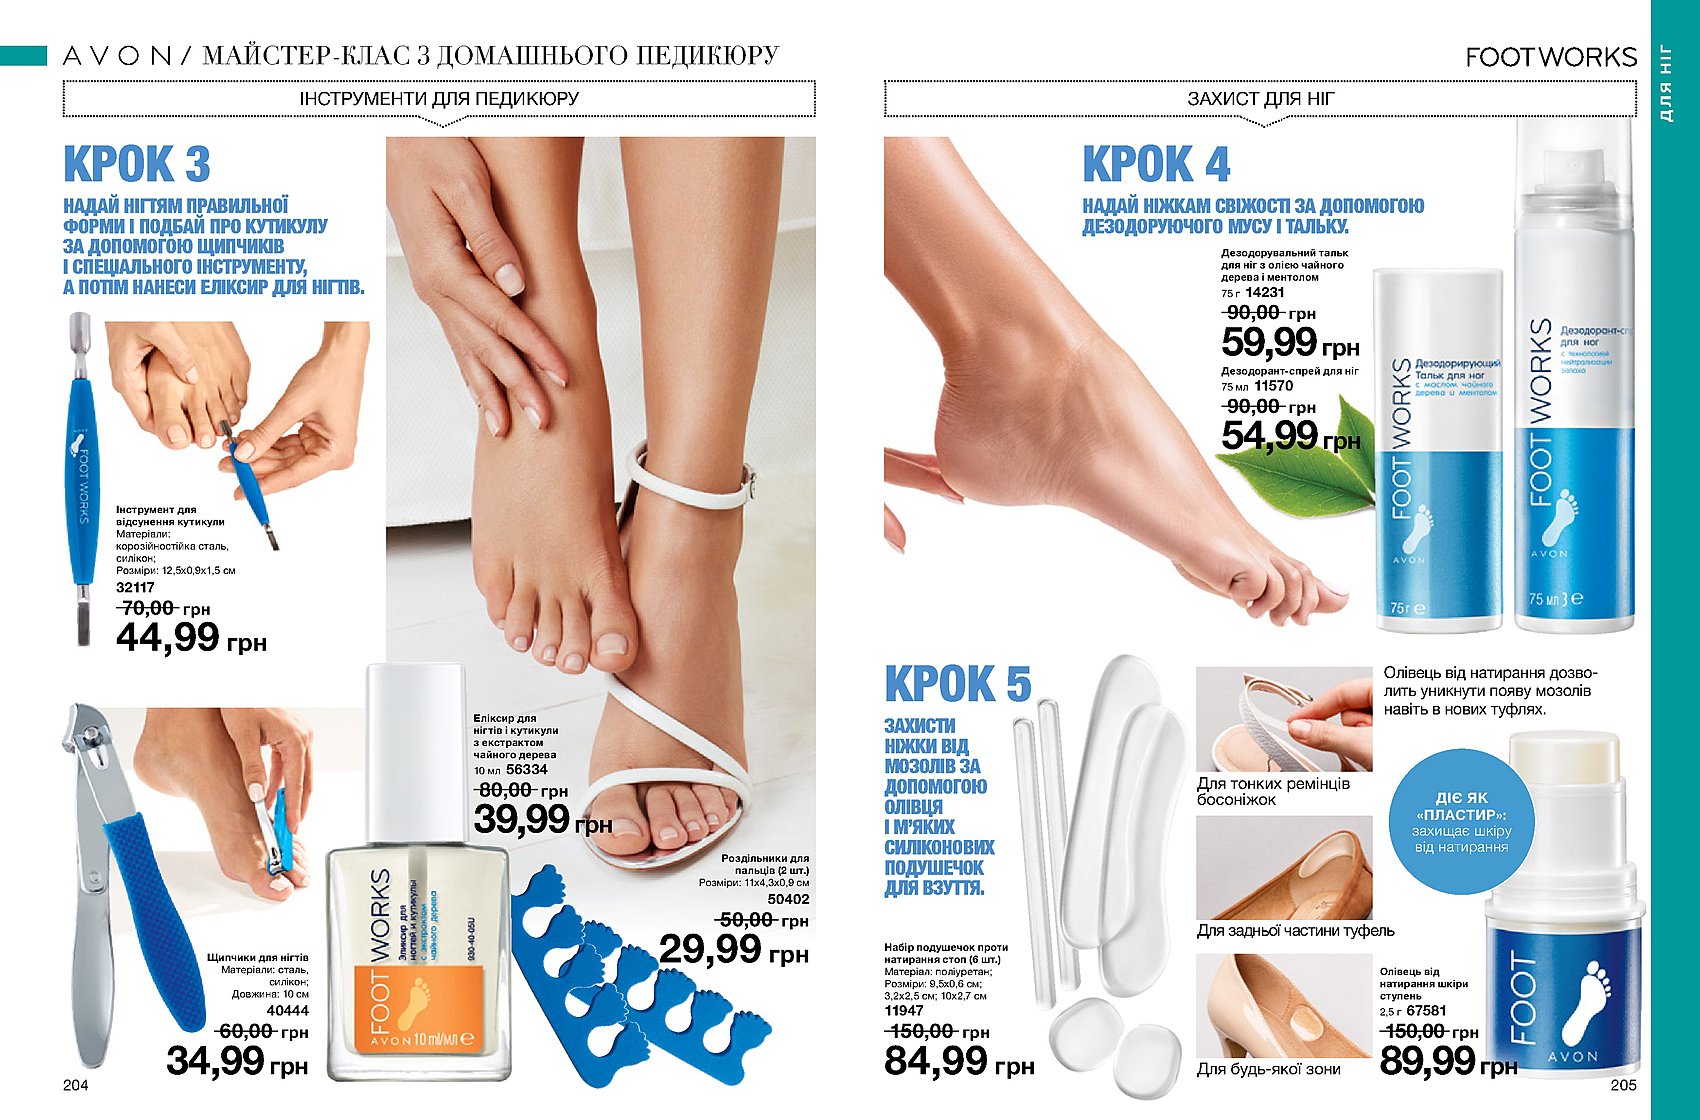 AVON / МАЙСТЕР-КЛАС З ДОМАШНЬОГО ПЕДИКЮРУ
ІНСТРУМЕНТИ ДЛЯ ПЕДИКЮРУ
КРОК 3
НАДАЙ НІГТЯМ ПРАВИЛЬНОЇ
ФОРМИ І ПОДБАЙ ПРО КУТИКУЛУ
ЗА ДОПОМОГОЮ ЩИПЧИКІВ
І СПЕЦІАЛЬНОГО ІНСТРУМЕНТУ,
А ПОТІМ НАНЕСИ ЕЛІКСИР ДЛЯ НІГТІВ.
FOOT WORKS
Інструмент для
відсунення кутикули
Матеріали:
корозійностійка сталь,
силікон;
Розміри: 12,5х0,9х1,5 см
32117
70,00 грн
44,99 грн
Еліксир для
нігтів і кутикули
з екстрактом
чайного дерева
10 мл 56334
80,00 грн
39,99 грн
FOOT WORKS
Эликсир для
ногтей и кутикулы
с экстрактом
чайного дерева
930-40-05U
AVON 10 ml/мл e
Роздільники для
пальців (2 шт.)
Розміри: 11х4,3х0,9 см
50402
50,00 грн
29,99 грн
Щипчики для нігтів
Матеріали: сталь,
силікон;
Довжина: 10 см
40444
60,00 грн
34,99 грн
204
FOOTWORKS
ДЛЯ НІГ
ЗАХИСТ ДЛЯ НІГ
КРОК 4
НАДАЙ НІЖКАМ СВІЖОСТІ ЗА ДОПОМОГОЮ
ДЕЗОДОРУЮЧОГО МУСУ І ТАЛЬКУ.
Дезодорувальний тальк
для ніг з олією чайного
дерева і ментолом
75 г 14231
90,00 грн
59,99 грн
Дезодорант-спрей для ніг
75 мл 11570
90,00 грн
54,99 грн
FOOT WORKS
Дезодорирующий
Тальк для ног
с маслом чайного
дерева и ментолом
AVON
75 г e
FOOT WORKS
Дезодорант-сп
для ног
с технологией
нейтрализации
запаха
AVON
75 мл 3 e
КРОК 5
ЗАХИСТИ
НІЖКИ ВІД
МОЗОЛІВ ЗА
ДОПОМОГОЮ
ОЛІВЦЯ
І М'ЯКИХ
СИЛІКОНОВИХ
ПОДУШЕЧОК
ДЛЯ ВЗУТТЯ.
Набір подушечок проти
натирання стоп (6 шт.)
Матеріал: поліуретан;
Розміри: 9,5х0,6 см;
3,2х2,5 см; 10х2,7 см
11947
150,00 грн
84,99 грн
Для тонких ремінців
босоніжок
Для задньої частини туфель
Для будь-якої зони
Олівець від натирання дозво-
лить уникнути появу мозолів
навіть в нових туфлях.
ДІЄ ЯК
«ПЛАСТИР»:
захищає шкіру
від натирання
Олівець від
натирання шкіри
ступень
2,5 г 67581
150,00 грн
89,99 грн
FOOT
AVON
205